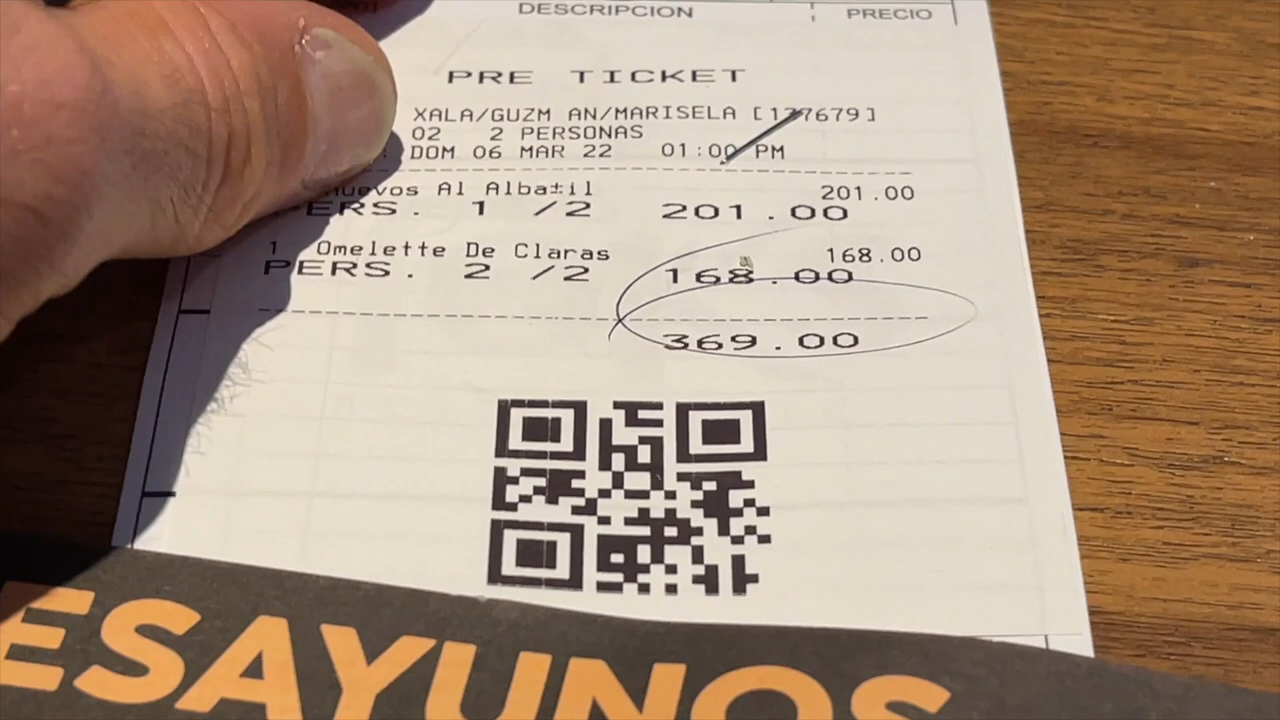 DESCRIPCION PRECIO
PRE TICKET
XALA/GUZM AN/MARISELA [137679]
02 2 PERSONAS
DOM 06 MAR 22 01:00 PM
Huevos Al Alba±il 201.00
PERS. 1 /2 201.00
1 Omelette De Claras 168.00
PERS. 2 /2 168.00
369.00
ESAYUNOS